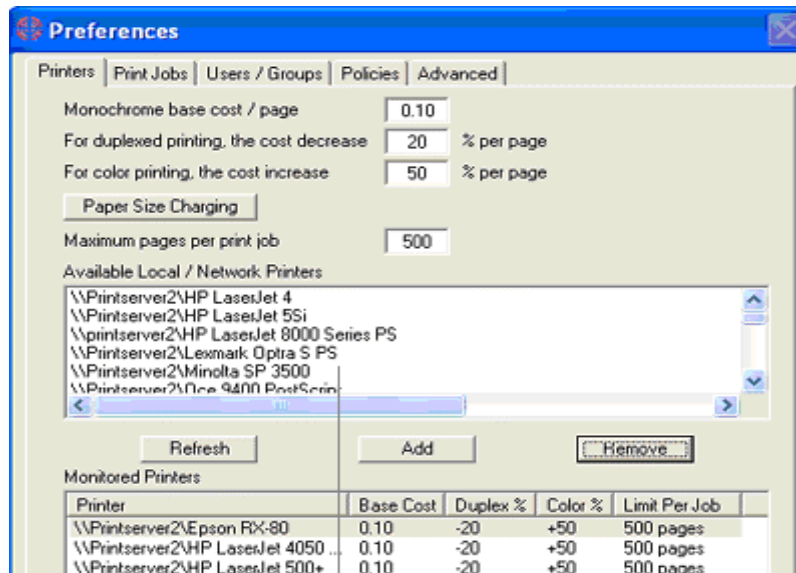 Preferences
Printers Print Jobs Users / Groups Policies Advanced
Monochrome base cost / page 0.10
For duplexed printing, the cost decrease 20 % per page
For color printing, the cost increase 50 % per page
Paper Size Charging
Maximum pages per print job 500
Available Local / Network Printers
\\Printserver2\HP LaserJet 4
\\Printserver2\HP LaserJet 5Si
\\printserver2\HP LaserJet 8000 Series PS
\\Printserver2\Lexmark Optra S PS
\\Printserver2\Minolta SP 3500
\\Printserver2\Oce 9400 PostScript
Refresh Add Remove
Monitored Printers
Printer Base Cost Duplex % Color % Limit Per Job
\\Printserver2\Epson RX-80 0.10 -20 +50 500 pages
\\Printserver2\HP LaserJet 4050 ... 0.10 -20 +50 500 pages
\\Printserver2\HP LaserJet 500+ 0.10 -20 +50 500 pages